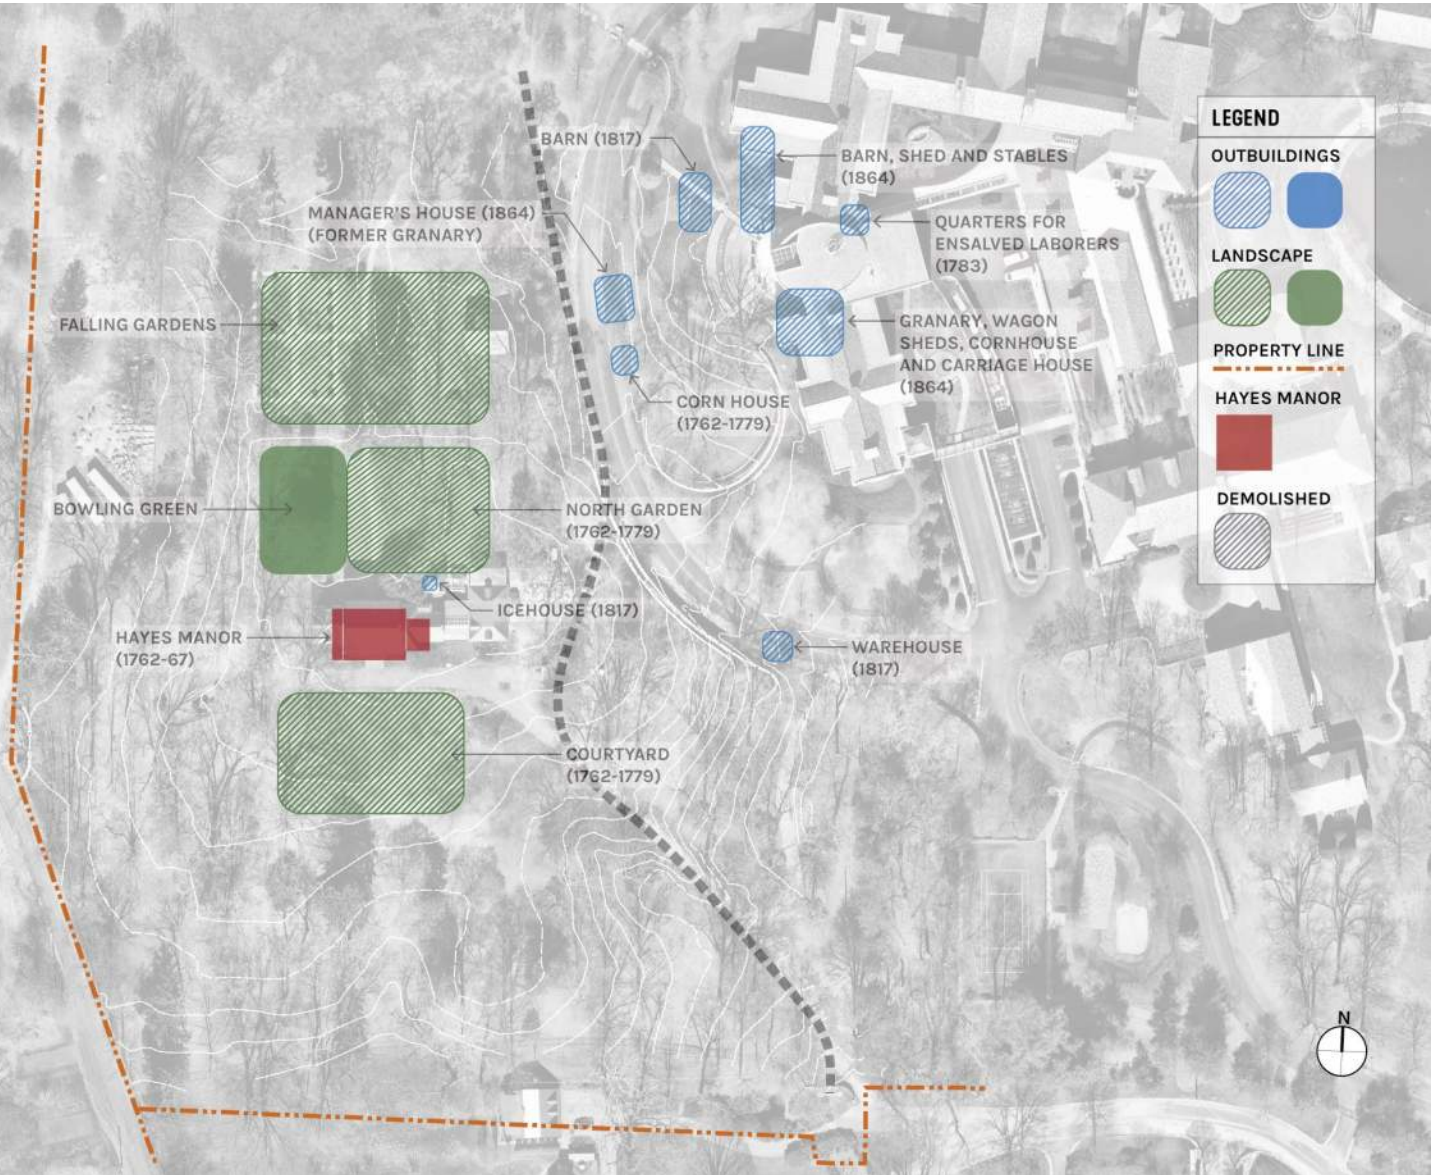 BARN (1817)
BARN, SHED AND STABLES
(1864)
MANAGER'S HOUSE (1864)
(FORMER GRANARY)
QUARTERS FOR
ENSALVED LABORERS
(1783)
FALLING GARDENS
GRANARY, WAGON
SHEDS, CORNHOUSE
AND CARRIAGE HOUSE
(1864)
CORN HOUSE
(1762-1779)
BOWLING GREEN
NORTH GARDEN
(1762-1779)
ICEHOUSE (1817)
HAYES MANOR
(1762-67)
WAREHOUSE
(1817)
COURTYARD
(1762-1779)
LEGEND
OUTBUILDINGS
LANDSCAPE
PROPERTY LINE
HAYES MANOR
DEMOLISHED
N